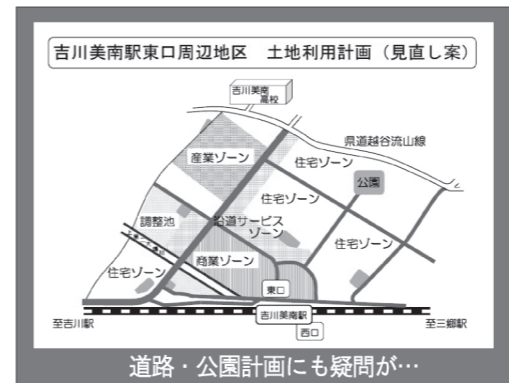 吉川美南駅東口周辺地区　土地利用計画（見直し案）
吉川美南
高校
県道越谷流山線
産業ゾーン
住宅ゾーン
公園
住宅ゾーン
調整池
沿道サービス
ゾーン
住宅ゾーン
商業ゾーン
住宅ゾーン
東口
至吉川駅
吉川美南駅
至三郷駅
西口
道路・公園計画にも疑問が…